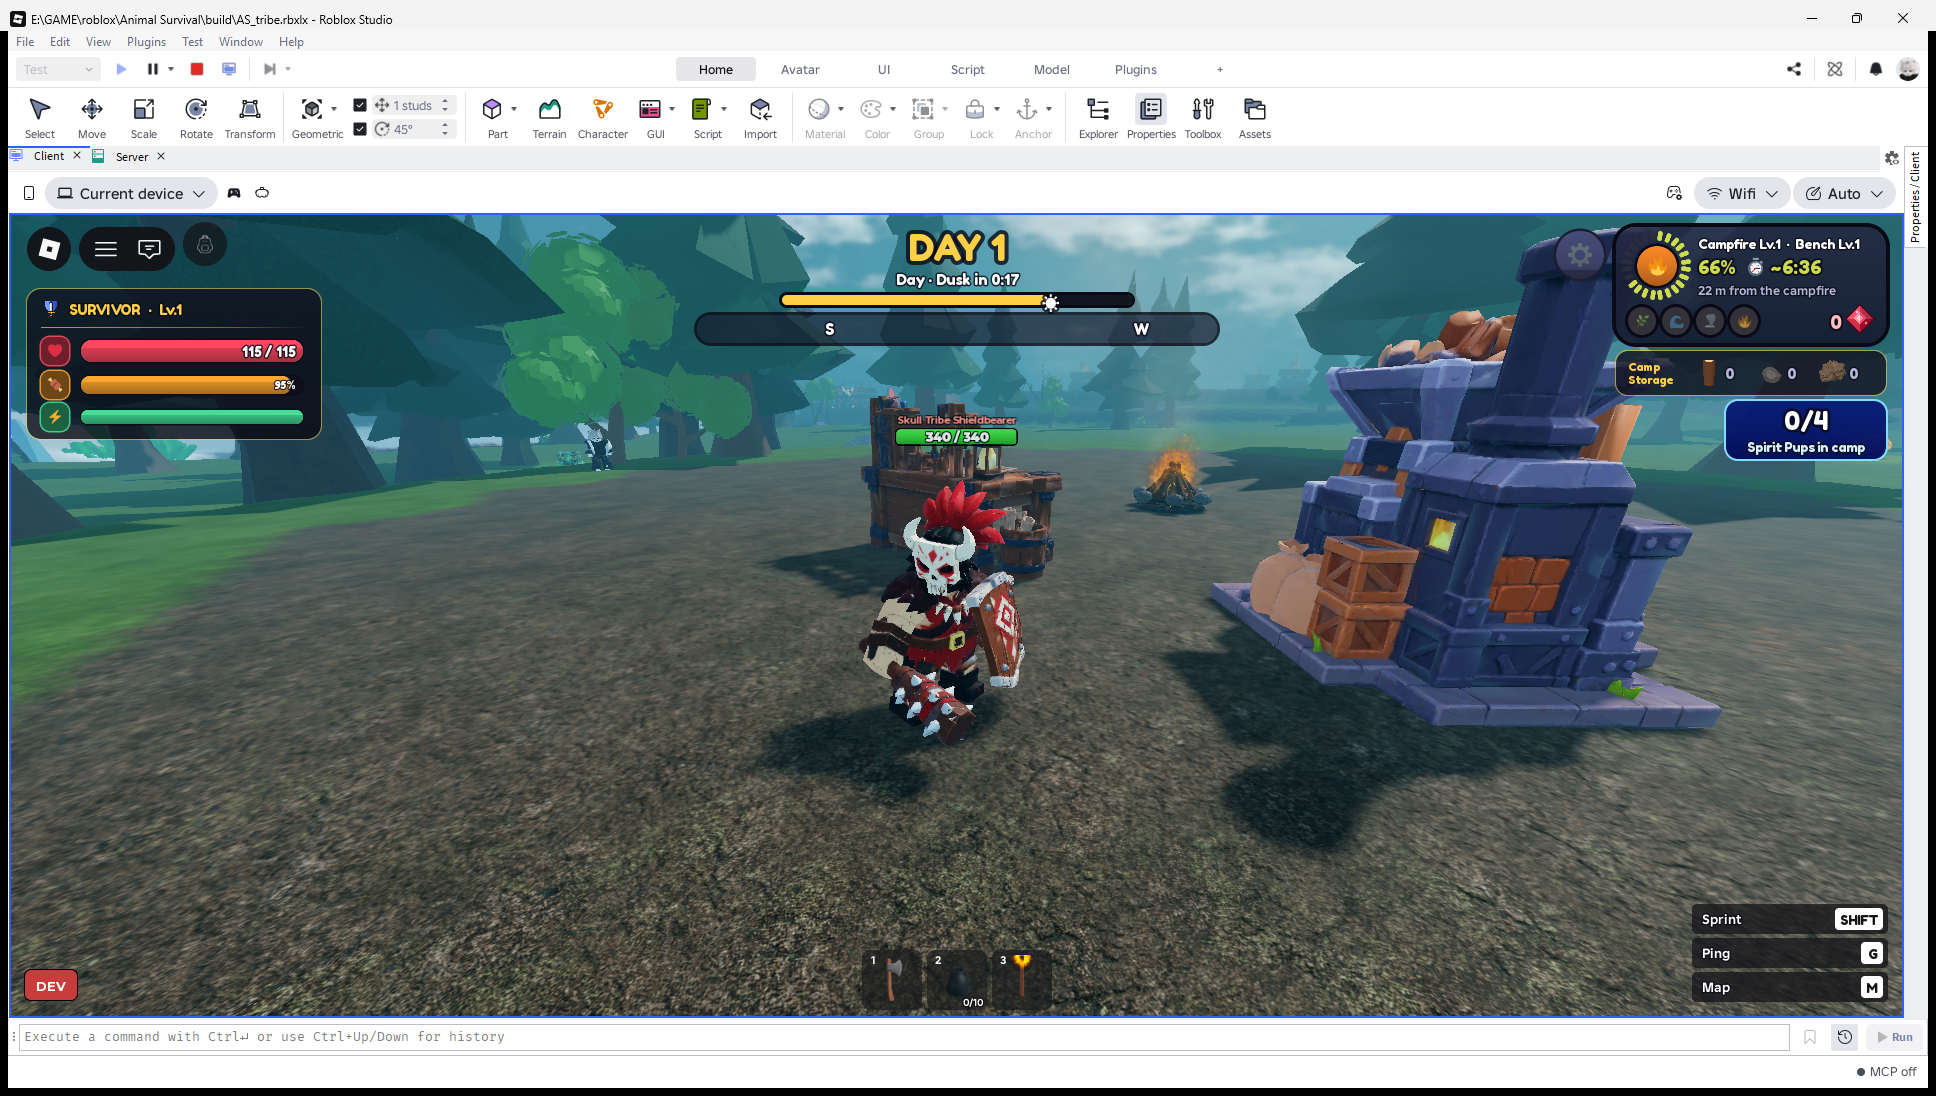 E:\GAME\roblox\Animal Survival\build\AS_tribe.rbxlx - Roblox Studio
File Edit View Plugins Test Window Help
Test
Home Avatar UI Script Model Plugins +
1 studs
45°
Select Move Scale Rotate Transform Geometric Part Terrain Character GUI Script Import Material Color Group Lock Anchor Explorer Properties Toolbox Assets
Client Server
Properties / Client
Current device
Wifi
Auto
DAY 1
Day · Dusk in 0:17
S W
SURVIVOR · Lv.1
115 / 115
95%
Campfire Lv.1 · Bench Lv.1
66% ~6:36
22 m from the campfire
0
Camp Storage 0 0 0
0/4
Spirit Pups in camp
Skull Tribe Shieldbearer
340 / 340
Sprint SHIFT
Ping G
Map M
1 2 3
0/10
DEV
Execute a command with Ctrl↵ or use Ctrl+Up/Down for history
Run
MCP off